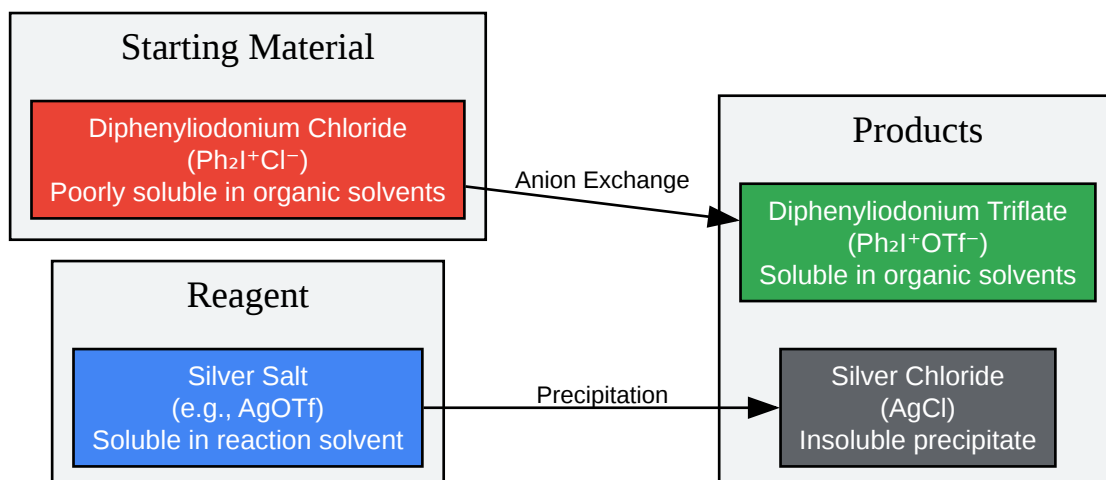 Starting Material
Diphenyliodonium Chloride
(Ph₂I⁺Cl⁻)
Poorly soluble in organic solvents
Anion Exchange
Products
Diphenyliodonium Triflate
(Ph₂I⁺OTf⁻)
Soluble in organic solvents
Reagent
Silver Salt
(e.g., AgOTf)
Soluble in reaction solvent
Precipitation
Silver Chloride
(AgCl)
Insoluble precipitate